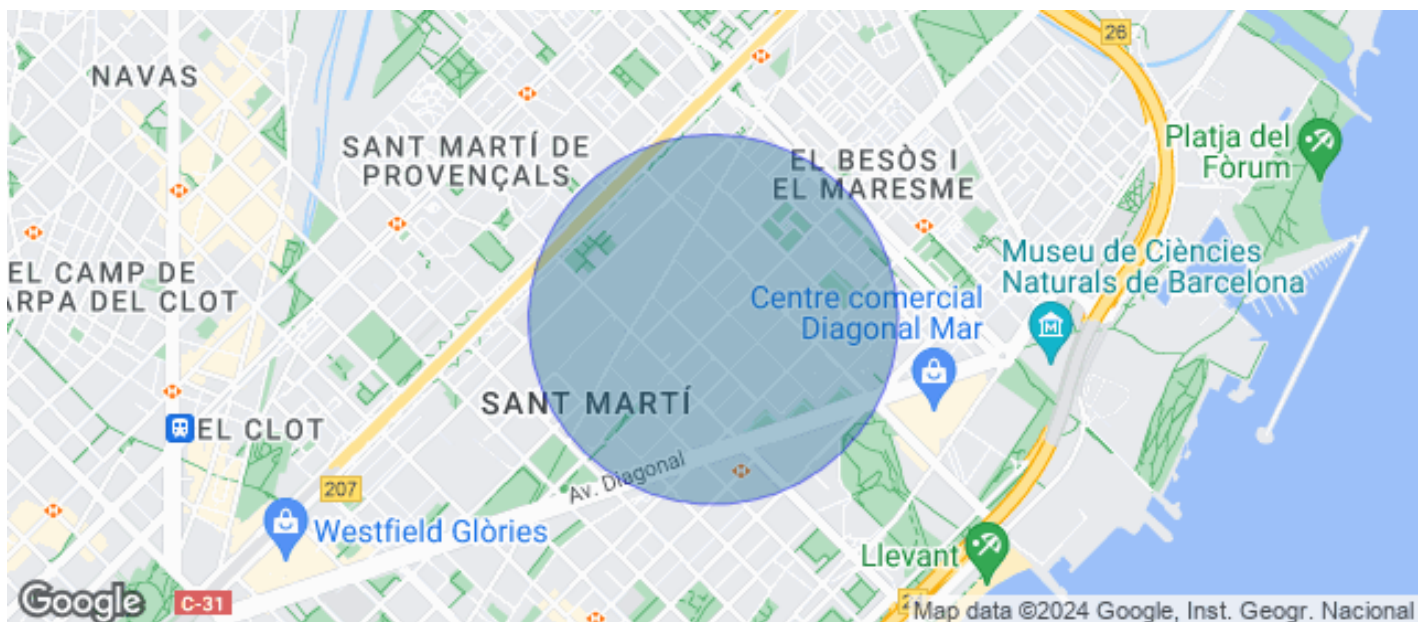 26
NAVAS
Platja del
Fòrum
SANT MARTÍ DE
PROVENÇALS
EL BESÒS I
EL MARESME
Museu de Ciències
Naturals de Barcelona
EL CAMP DE
ARPA DEL CLOT
Centre comercial
Diagonal Mar
SANT MARTÍ
EL CLOT
Av. Diagonal
207
Westfield Glòries
Llevant
Google
C-31
Map data ©2024 Google, Inst. Geogr. Nacional